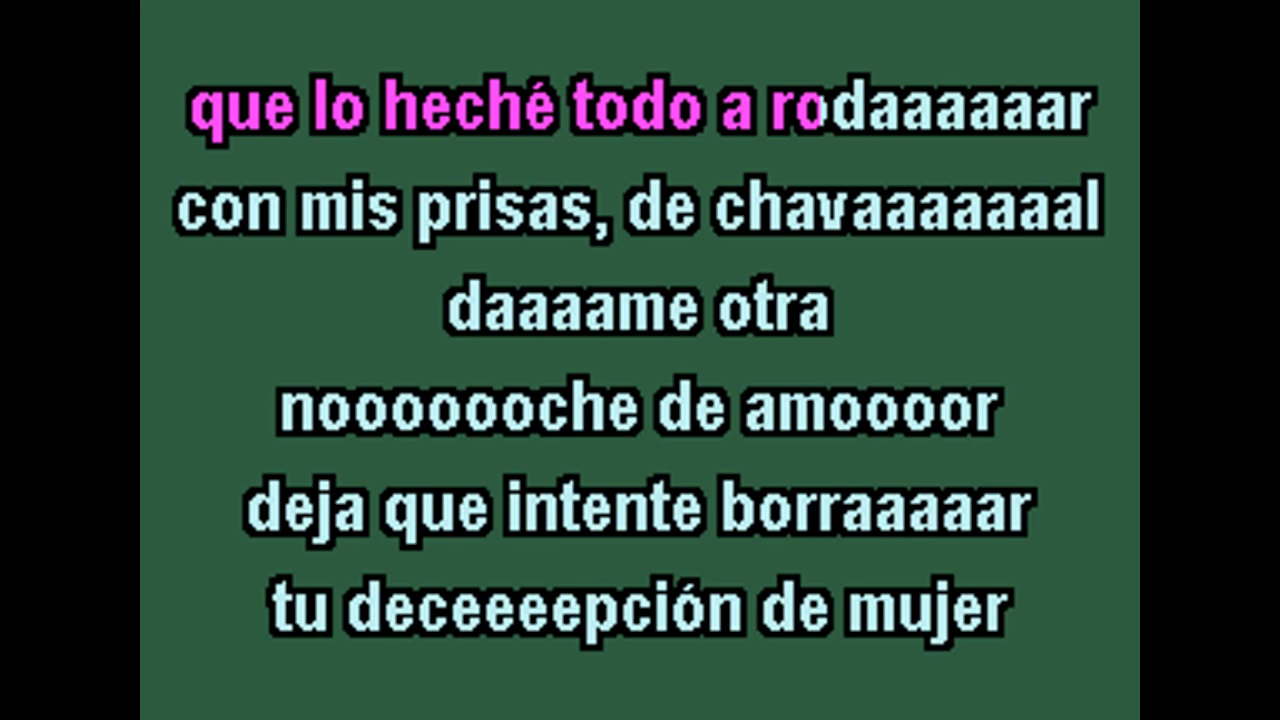 que lo heché todo a rodaaaaaar
con mis prisas, de chavaaaaaaal
daaaame otra
nooooooche de amoooor
deja que intente borraaaaar
tu deceeeepción de mujer